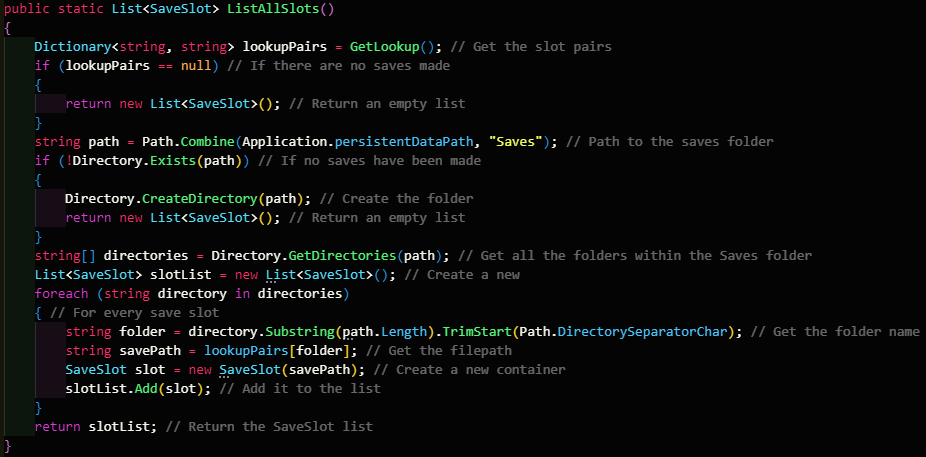 public static List<SaveSlot> ListAllSlots()
{
    Dictionary<string, string> lookupPairs = GetLookup(); // Get the slot pairs
    if (lookupPairs == null) // If there are no saves made
    {
        return new List<SaveSlot>(); // Return an empty list
    }
    string path = Path.Combine(Application.persistentDataPath, "Saves"); // Path to the saves folder
    if (!Directory.Exists(path)) // If no saves have been made
    {
        Directory.CreateDirectory(path); // Create the folder
        return new List<SaveSlot>(); // Return an empty list
    }
    string[] directories = Directory.GetDirectories(path); // Get all the folders within the Saves folder
    List<SaveSlot> slotList = new List<SaveSlot>(); // Create a new
    foreach (string directory in directories)
    { // For every save slot
        string folder = directory.Substring(path.Length).TrimStart(Path.DirectorySeparatorChar); // Get the folder name
        string savePath = lookupPairs[folder]; // Get the filepath
        SaveSlot slot = new SaveSlot(savePath); // Create a new container
        slotList.Add(slot); // Add it to the list
    }
    return slotList; // Return the SaveSlot list
}